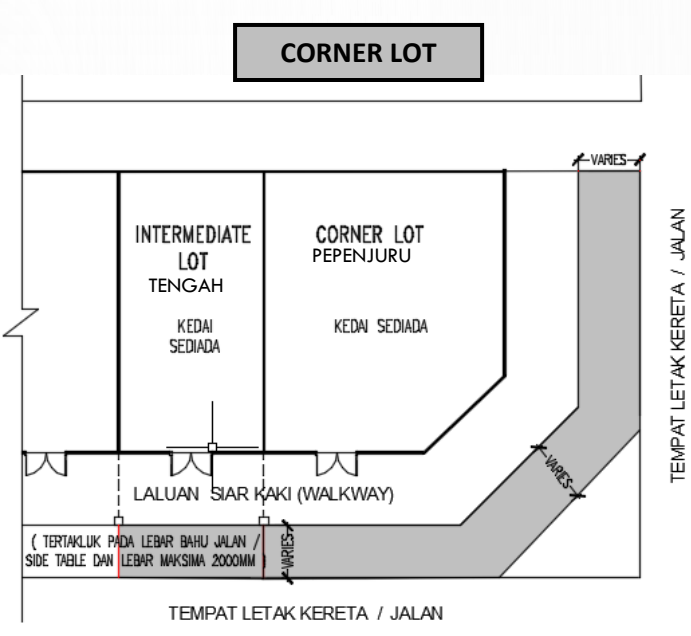 CORNER LOT
VARIES
INTERMEDIATE
LOT
TENGAH
KEDAI
SEDIADA
CORNER LOT
PEPENJURU
KEDAI SEDIADA
TEMPAT LETAK KERETA / JALAN
VARIES
LALUAN SIAR KAKI (WALKWAY)
( TERTAKLUK PADA LEBAR BAHU JALAN /
SIDE TABLE DAN LEBAR MAKSIMA 2000MM )
VARIES
TEMPAT LETAK KERETA / JALAN